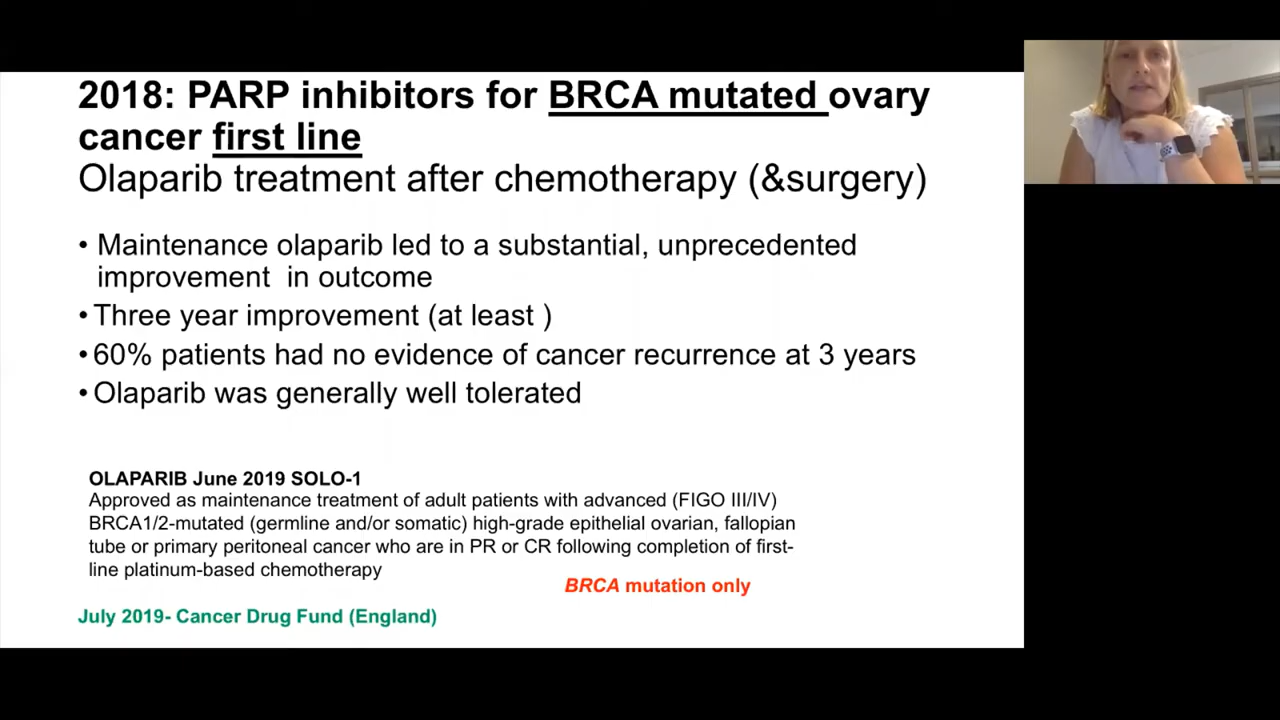 2018: PARP inhibitors for BRCA mutated ovary
cancer first line
Olaparib treatment after chemotherapy (&surgery)
• Maintenance olaparib led to a substantial, unprecedented
improvement in outcome
• Three year improvement (at least )
• 60% patients had no evidence of cancer recurrence at 3 years
• Olaparib was generally well tolerated
OLAPARIB June 2019 SOLO-1
Approved as maintenance treatment of adult patients with advanced (FIGO III/IV)
BRCA1/2-mutated (germline and/or somatic) high-grade epithelial ovarian, fallopian
tube or primary peritoneal cancer who are in PR or CR following completion of first-
line platinum-based chemotherapy
BRCA mutation only
July 2019- Cancer Drug Fund (England)